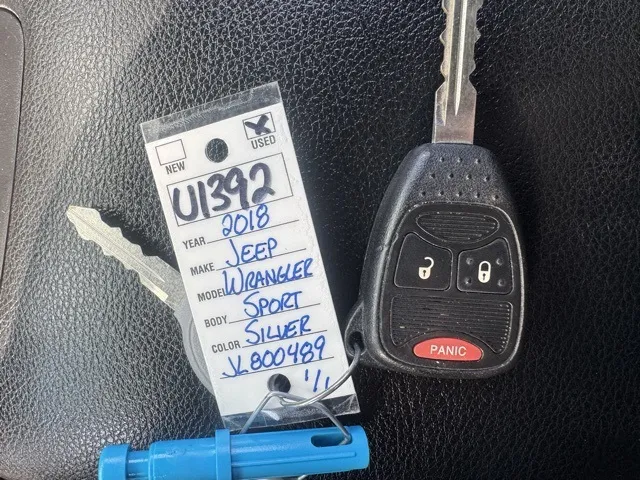 NEW
USED
U1392
YEAR 2018
MAKE JEEP
MODEL WRANGLER
BODY SPORT
COLOR SILVER
JL800489
1/1
PANIC